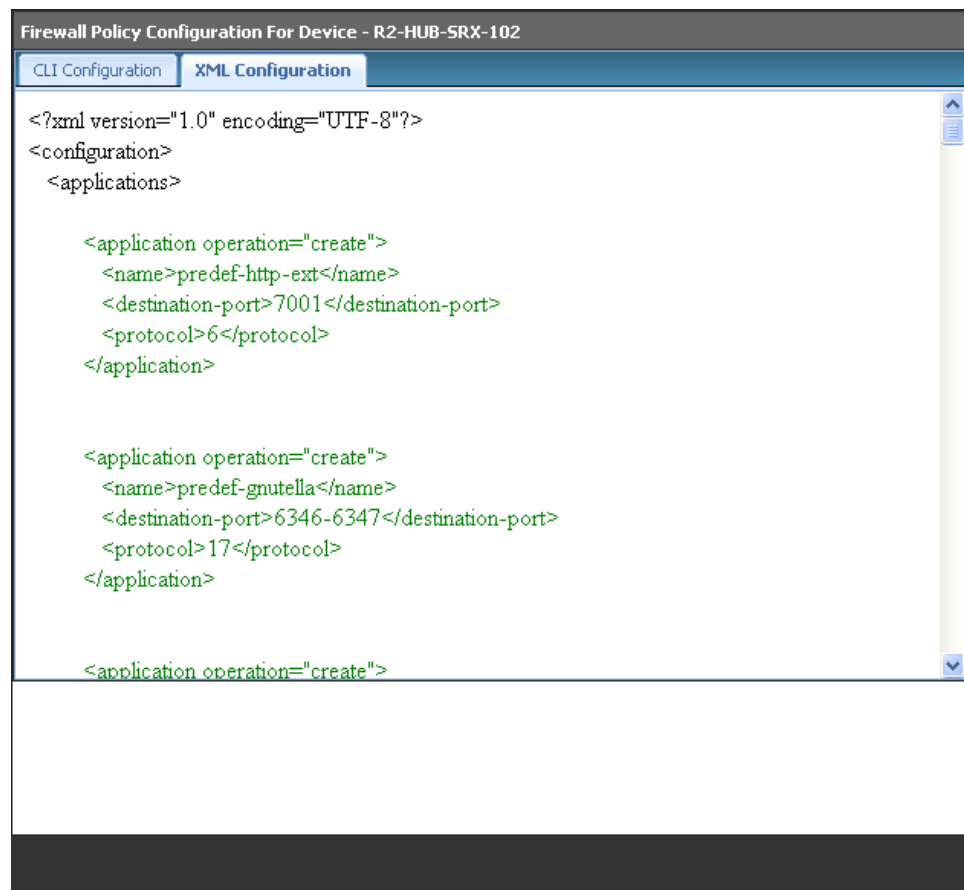 Firewall Policy Configuration For Device - R2-HUB-SRX-102
CLI Configuration XML Configuration
<?xml version="1.0" encoding="UTF-8"?>
<configuration>
<applications>
<application operation="create">
<name>predef-http-ext</name>
<destination-port>7001</destination-port>
<protocol>6</protocol>
</application>
<application operation="create">
<name>predef-gnutella</name>
<destination-port>6346-6347</destination-port>
<protocol>17</protocol>
</application>
<application operation="create">